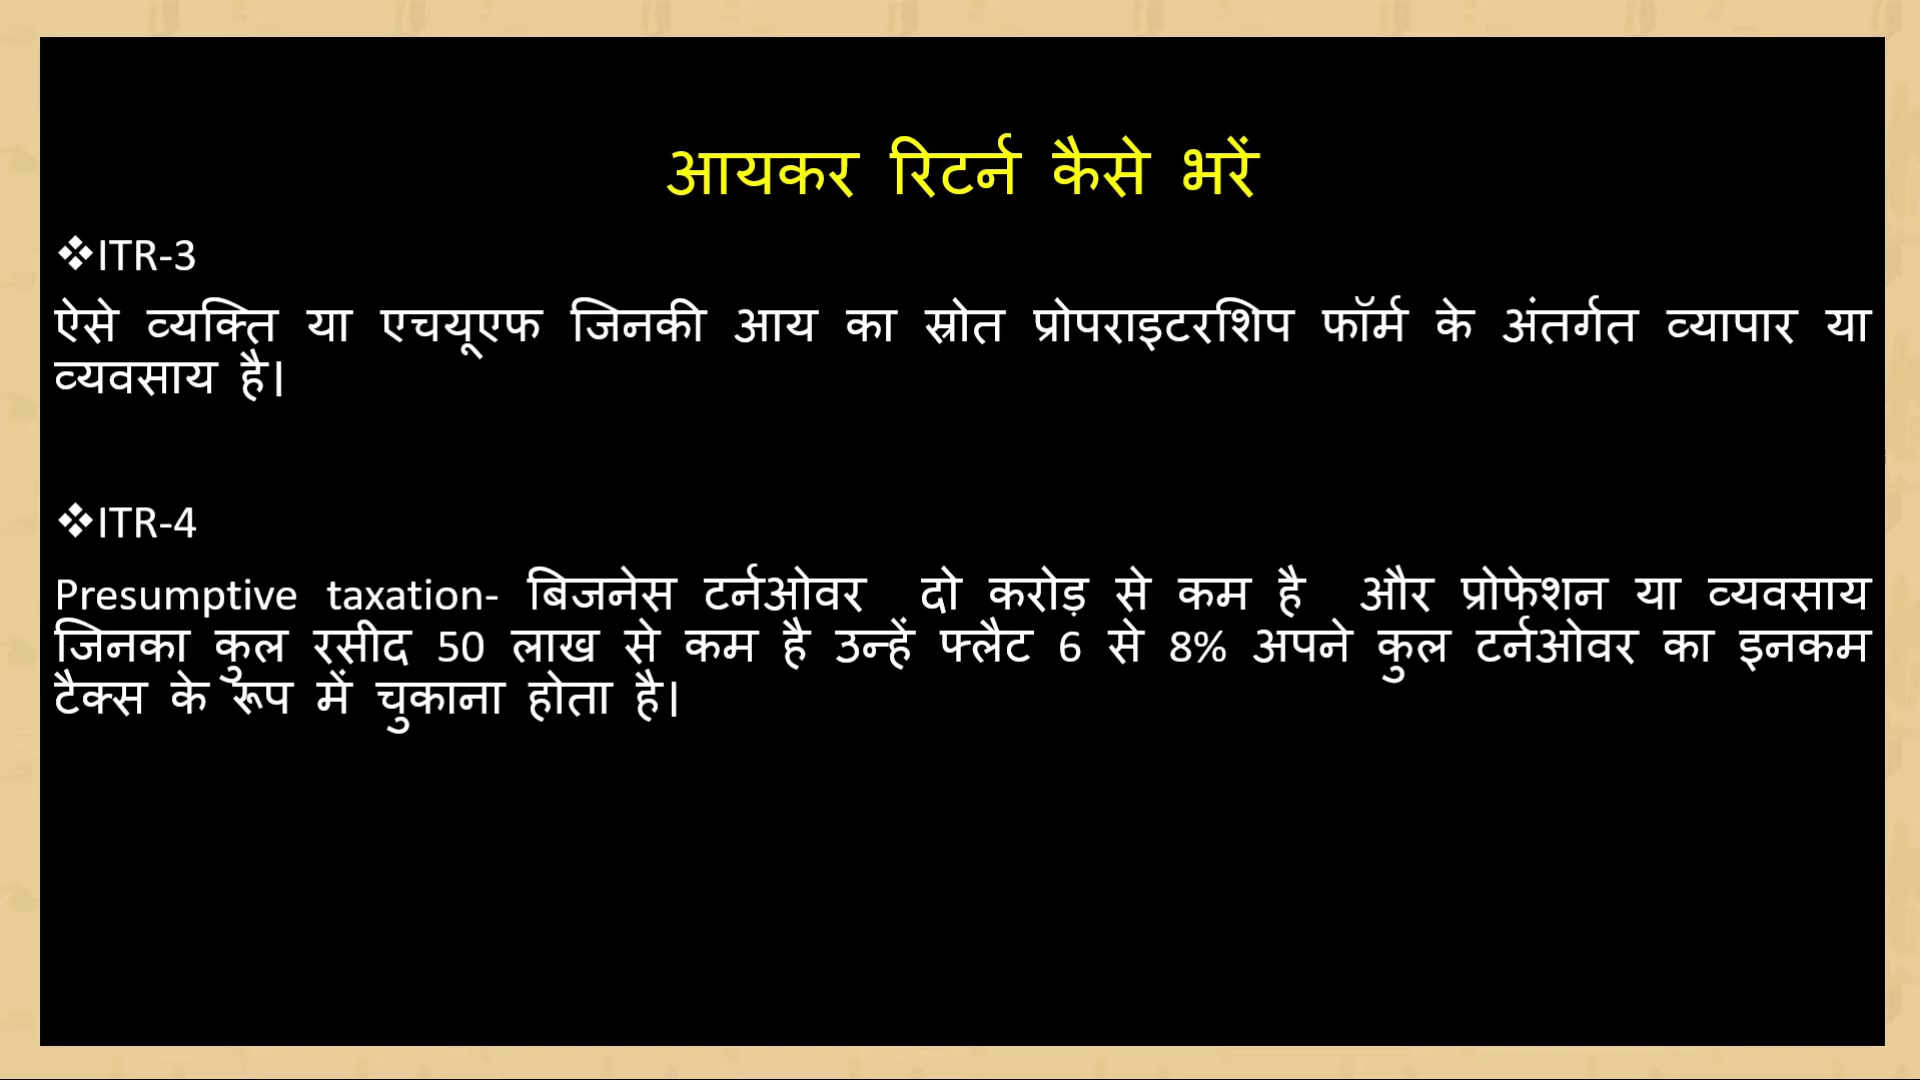 आयकर रिटर्न कैसे भरें
❖ITR-3
ऐसे व्यक्ति या एचयूएफ जिनकी आय का स्रोत प्रोपराइटरशिप फॉर्म के अंतर्गत व्यापार या
व्यवसाय है।
❖ITR-4
Presumptive taxation- बिजनेस टर्नओवर दो करोड़ से कम है और प्रोफेशन या व्यवसाय
जिनका कुल रसीद 50 लाख से कम है उन्हें फ्लैट 6 से 8% अपने कुल टर्नओवर का इनकम
टैक्स के रूप में चुकाना होता है।